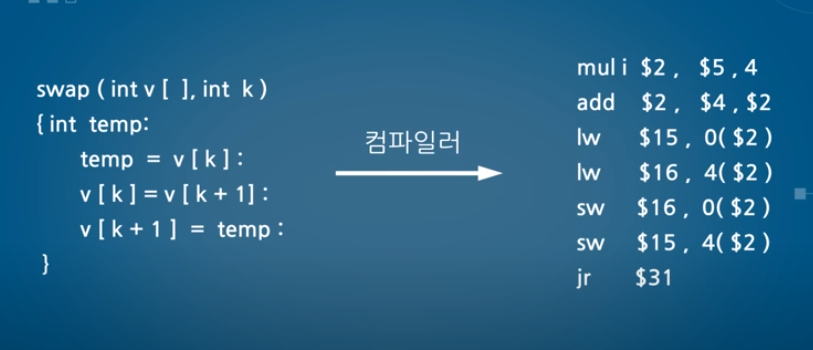 swap ( int v [ ], int k )
{ int temp:
temp = v [ k ] :
v [ k ] = v [ k + 1] :
v [ k + 1 ] = temp :
}
컴파일러
mul i $2 , $5 , 4
add $2 , $4 , $2
lw $15 , 0( $2 )
lw $16 , 4( $2 )
sw $16 , 0( $2 )
sw $15 , 4( $2 )
jr $31